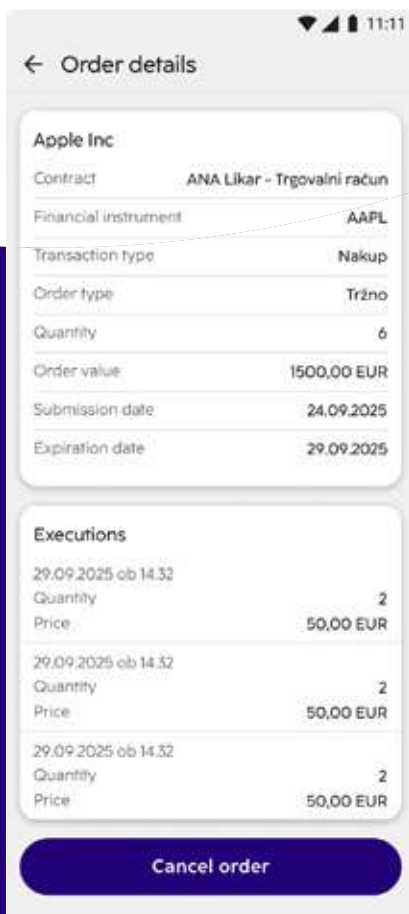 11:11
Order details
Apple Inc
Contract ANA Likar - Trgovalni račun
Financial instrument AAPL
Transaction type Nakup
Order type Tržno
Quantity 6
Order value 1500,00 EUR
Submission date 24.09.2025
Expiration date 29.09.2025
Executions
29.09.2025 ob 14.32
Quantity 2
Price 50,00 EUR
29.09.2025 ob 14.32
Quantity 2
Price 50,00 EUR
29.09.2025 ob 14.32
Quantity 2
Price 50,00 EUR
Cancel order